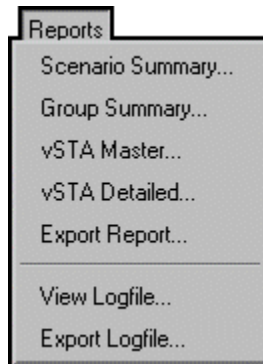 Reports
Scenario Summary...
Group Summary...
vSTA Master...
vSTA Detailed...
Export Report...
View Logfile...
Export Logfile...